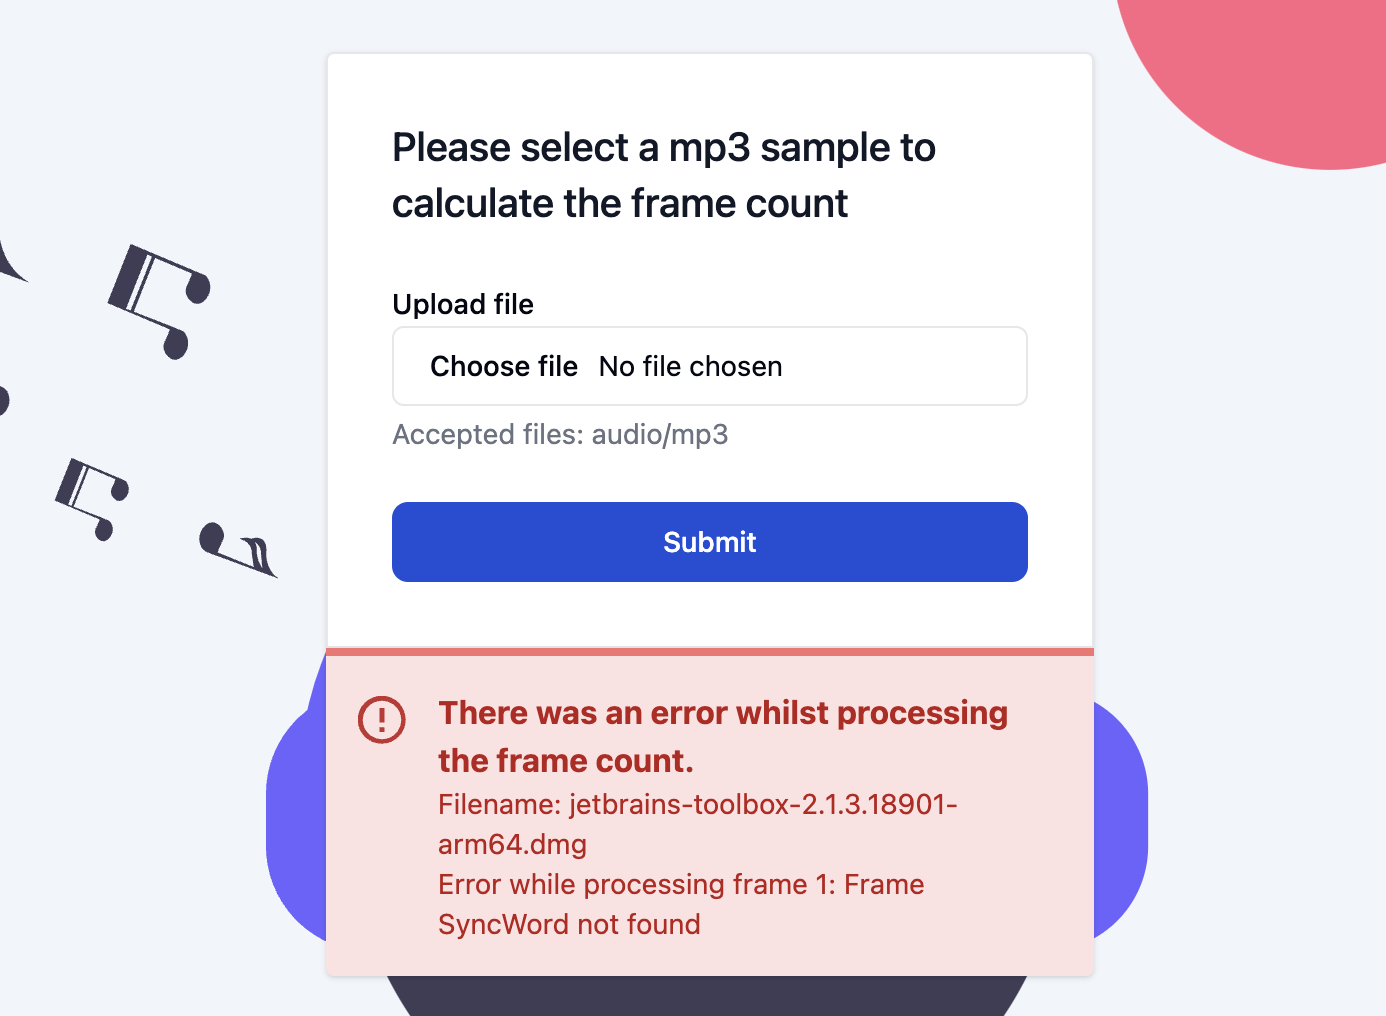 Please select a mp3 sample to
calculate the frame count
Upload file
Choose file No file chosen
Accepted files: audio/mp3
Submit
There was an error whilst processing
the frame count.
Filename: jetbrains-toolbox-2.1.3.18901-
arm64.dmg
Error while processing frame 1: Frame
SyncWord not found